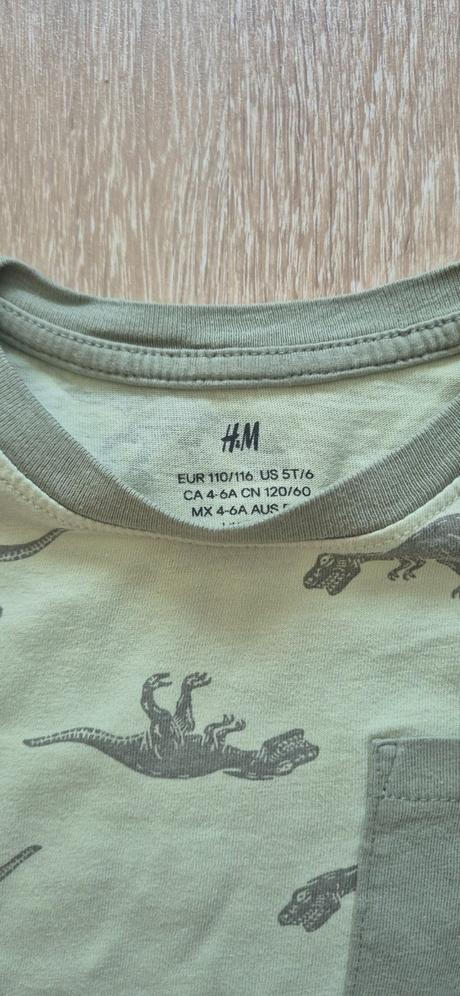 H&M
EUR 110/116 US 5T/6
CA 4-6A CN 120/60
MX 4-6A AUS